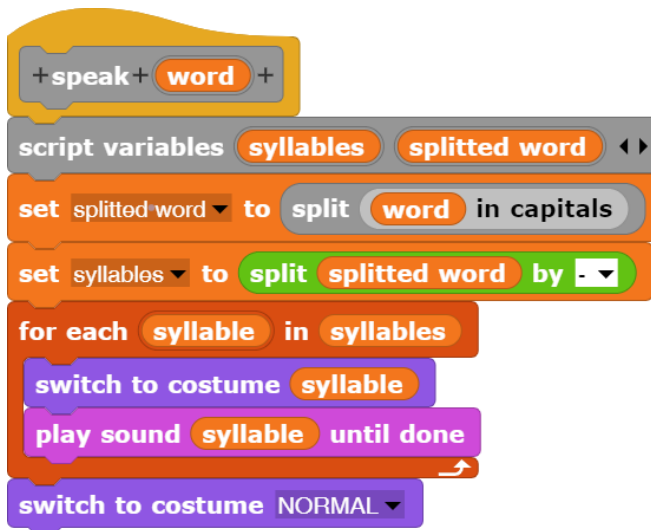 +speak+ word +
script variables syllables splitted word
set splitted word to split word in capitals
set syllables to split splitted word by -
for each syllable in syllables
switch to costume syllable
play sound syllable until done
switch to costume NORMAL